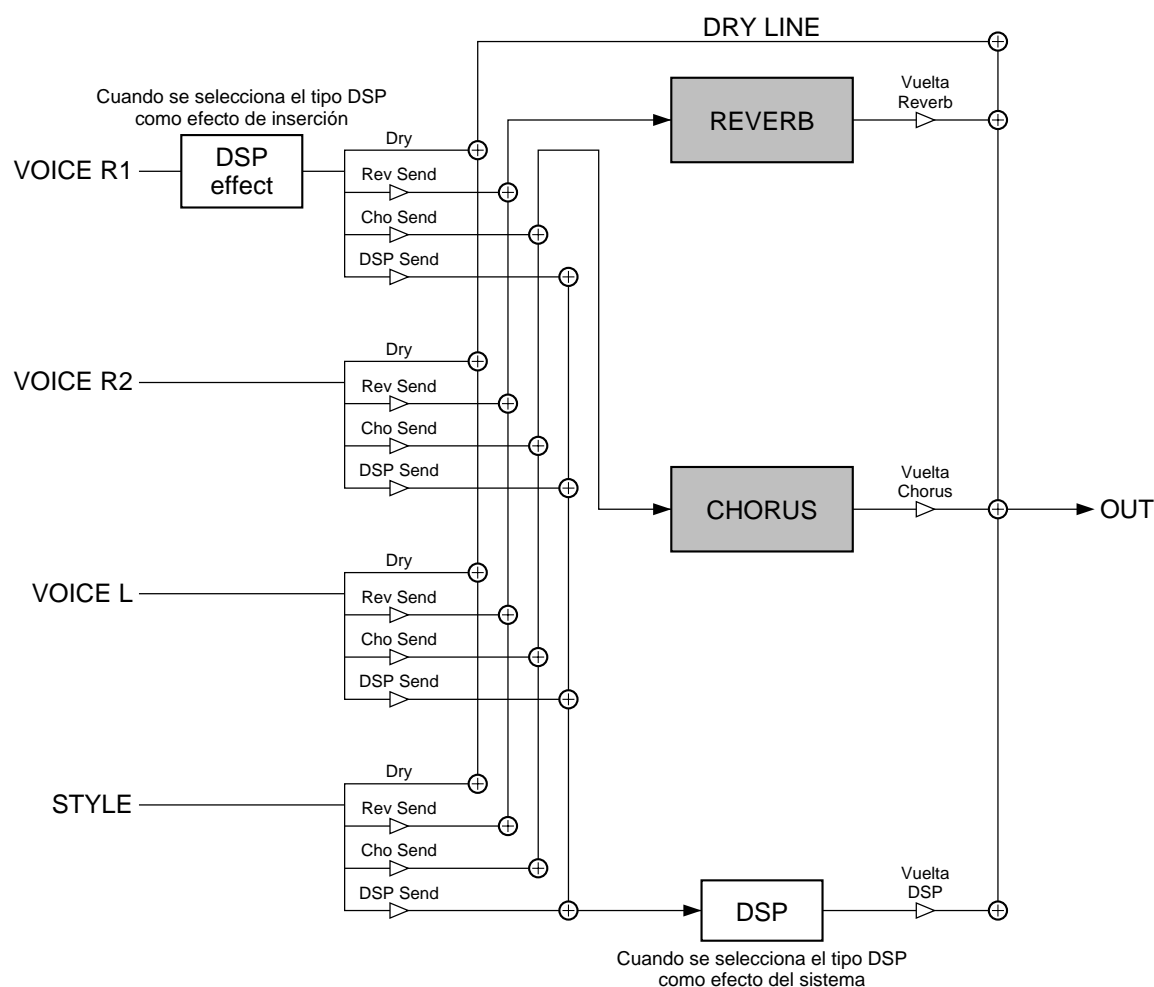 DRY LINE
Cuando se selecciona el tipo DSP
como efecto de inserción
VOICE R1
DSP
effect
Dry
Rev Send
Cho Send
DSP Send
REVERB
Vuelta
Reverb
VOICE R2
Dry
Rev Send
Cho Send
DSP Send
CHORUS
Vuelta
Chorus
OUT
VOICE L
Dry
Rev Send
Cho Send
DSP Send
STYLE
Dry
Rev Send
Cho Send
DSP Send
DSP
Vuelta
DSP
Cuando se selecciona el tipo DSP
como efecto del sistema